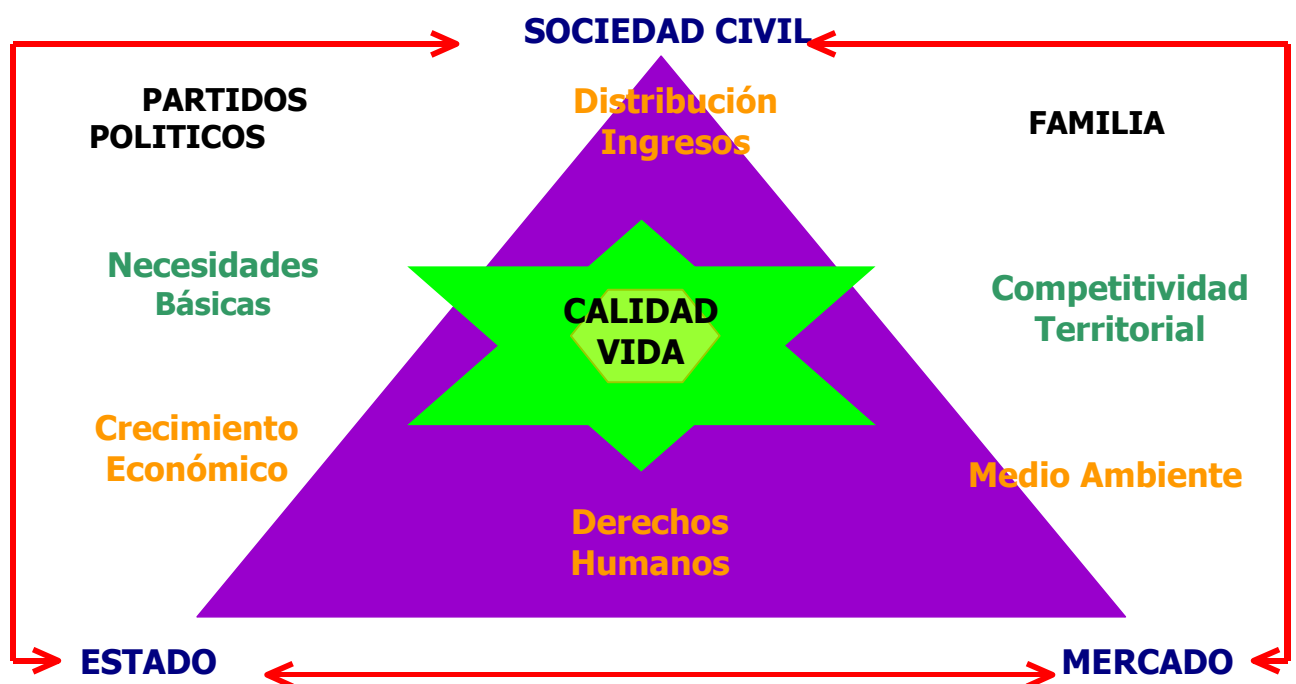 SOCIEDAD CIVIL
PARTIDOS
POLITICOS
Distribución
Ingresos
FAMILIA
Necesidades
Básicas
Competitividad
Territorial
CALIDAD
VIDA
Crecimiento
Económico
Medio Ambiente
Derechos
Humanos
ESTADO
MERCADO